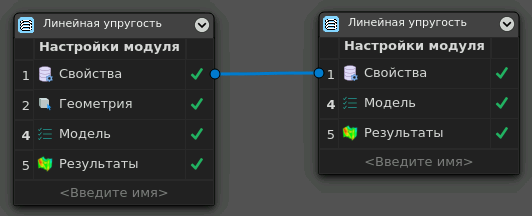 Линейная упругость
Настройки модуля
1 Свойства
2 Геометрия
4 Модель
5 Результаты
<Введите имя>
Линейная упругость
Настройки модуля
1 Свойства
4 Модель
5 Результаты
<Введите имя>